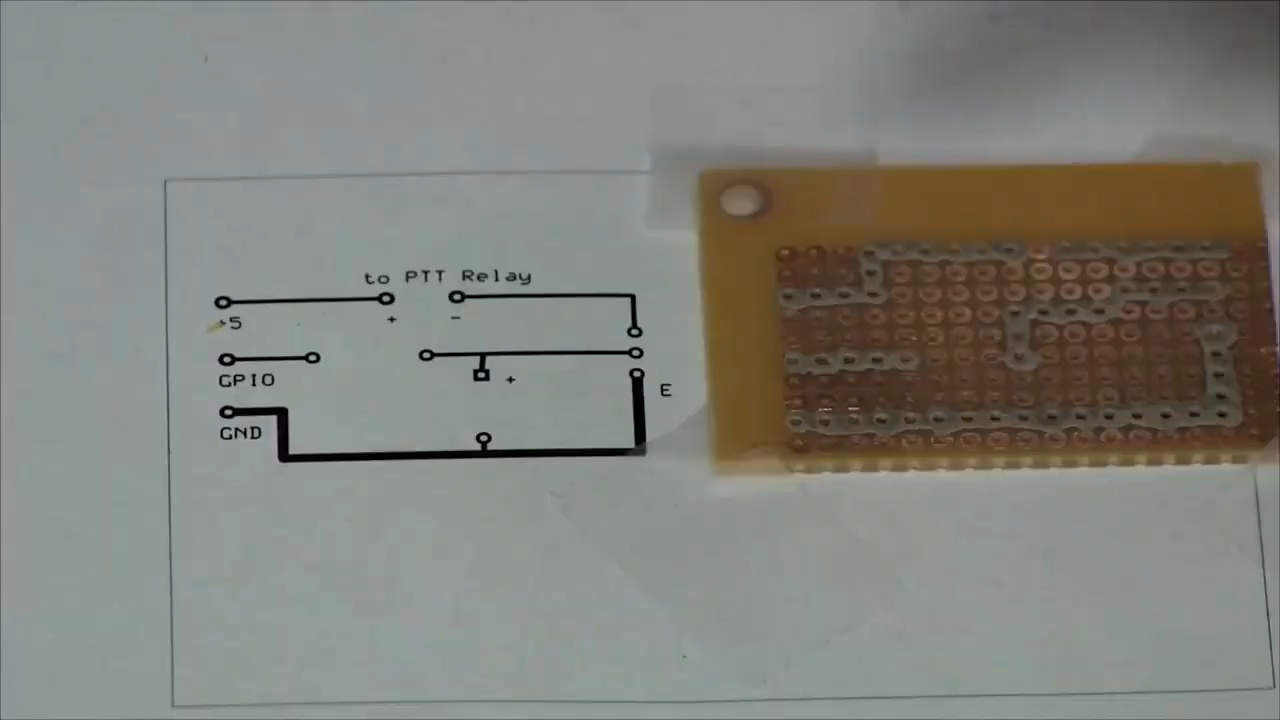 to PTT Relay
+5
+
-
GPIO
+
E
GND